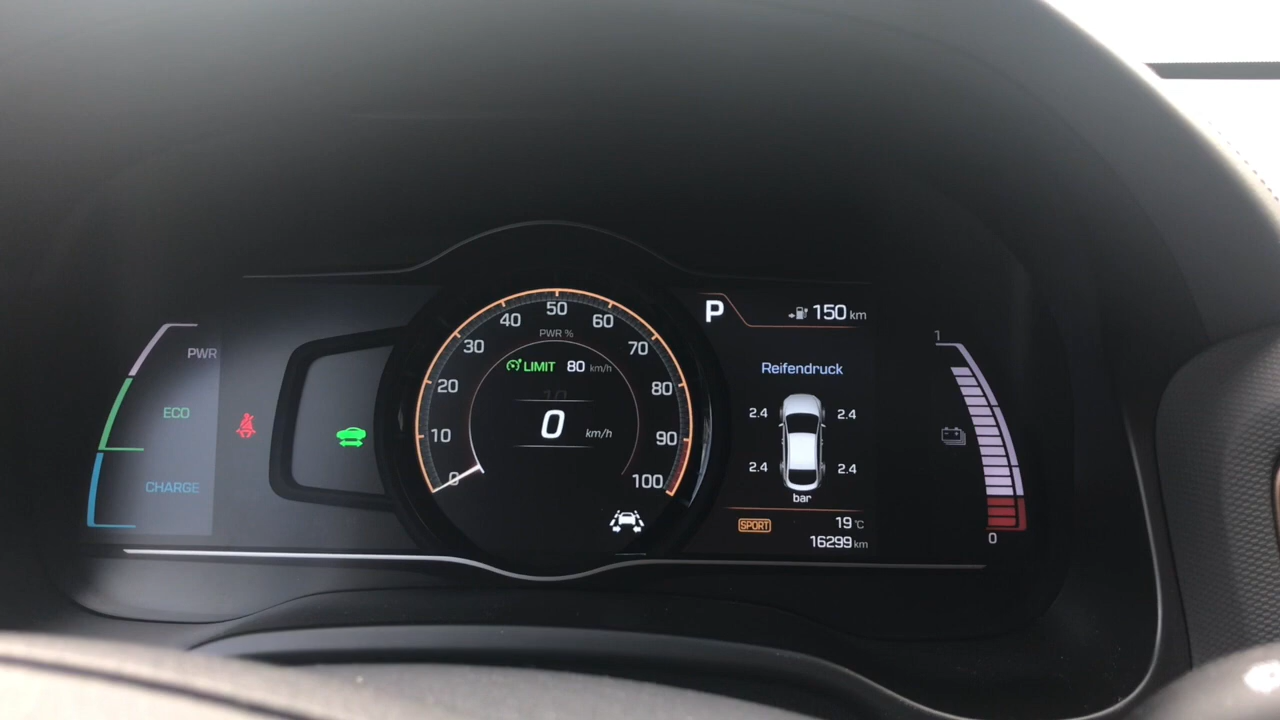 PWR
ECO
CHARGE
0
10
20
30
40
50
60
70
80
90
100
PWR %
LIMIT 80 km/h
0 km/h
P
150 km
Reifendruck
2.4 2.4
2.4 2.4
bar
SPORT
19 °C
16299 km
1
0